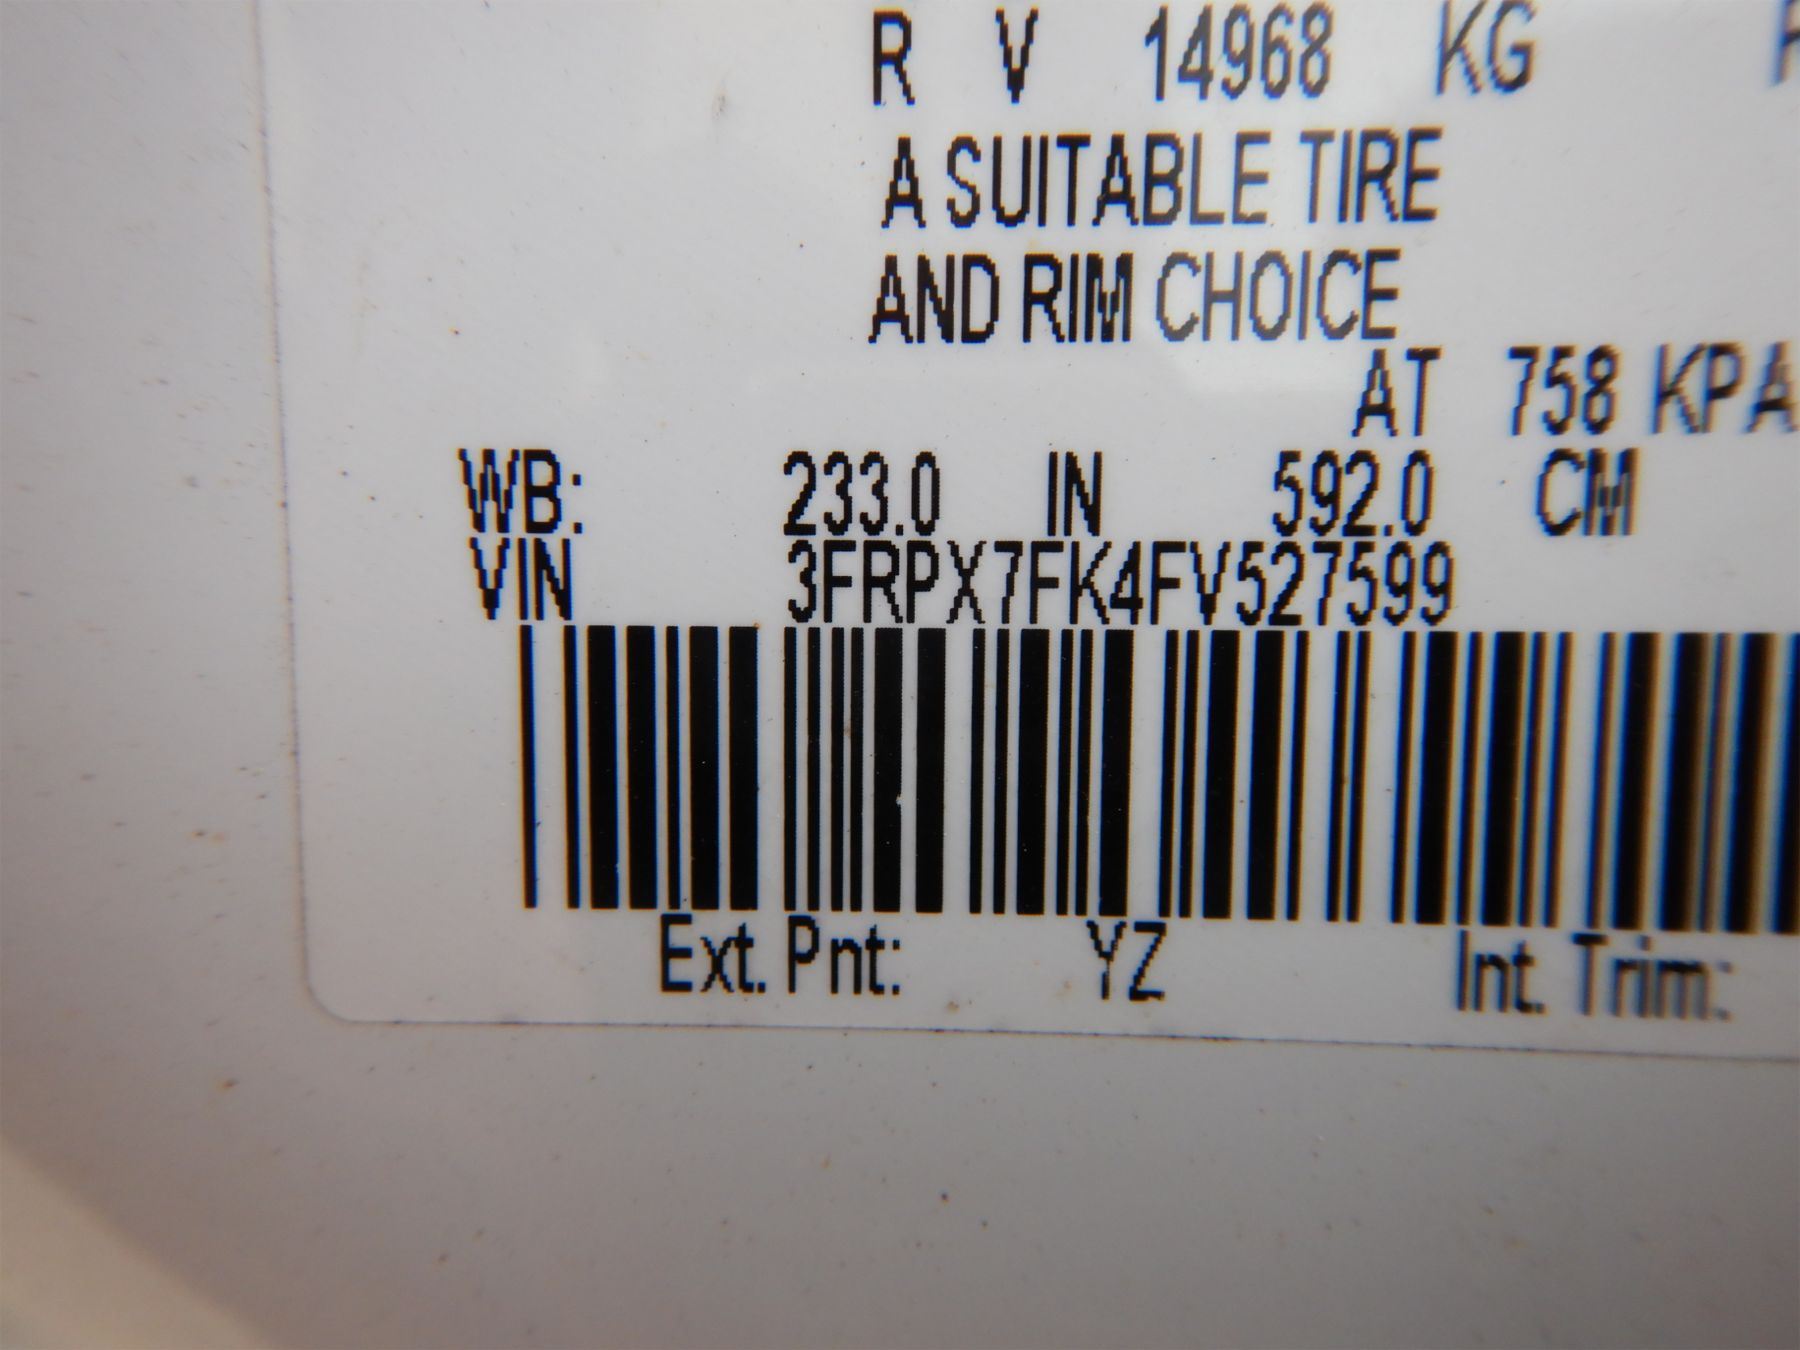 R V 14968 KG
A SUITABLE TIRE
AND RIM CHOICE
AT 758 KPA
WB: 233.0 IN 592.0 CM
VIN 3FRPX7FK4FV527599
Ext. Pnt: YZ Int. Trim: